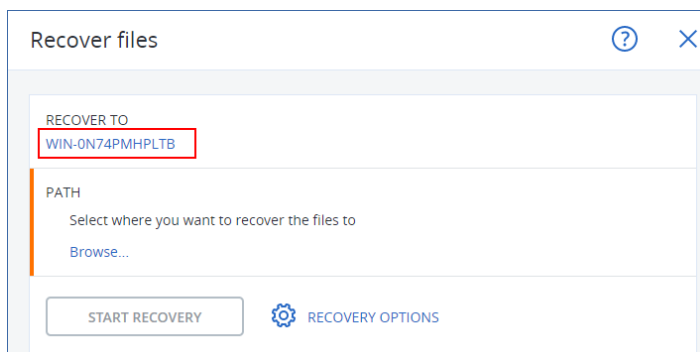 Recover files
?
RECOVER TO
WIN-0N74PMHPLTB
PATH
Select where you want to recover the files to
Browse...
START RECOVERY
RECOVERY OPTIONS